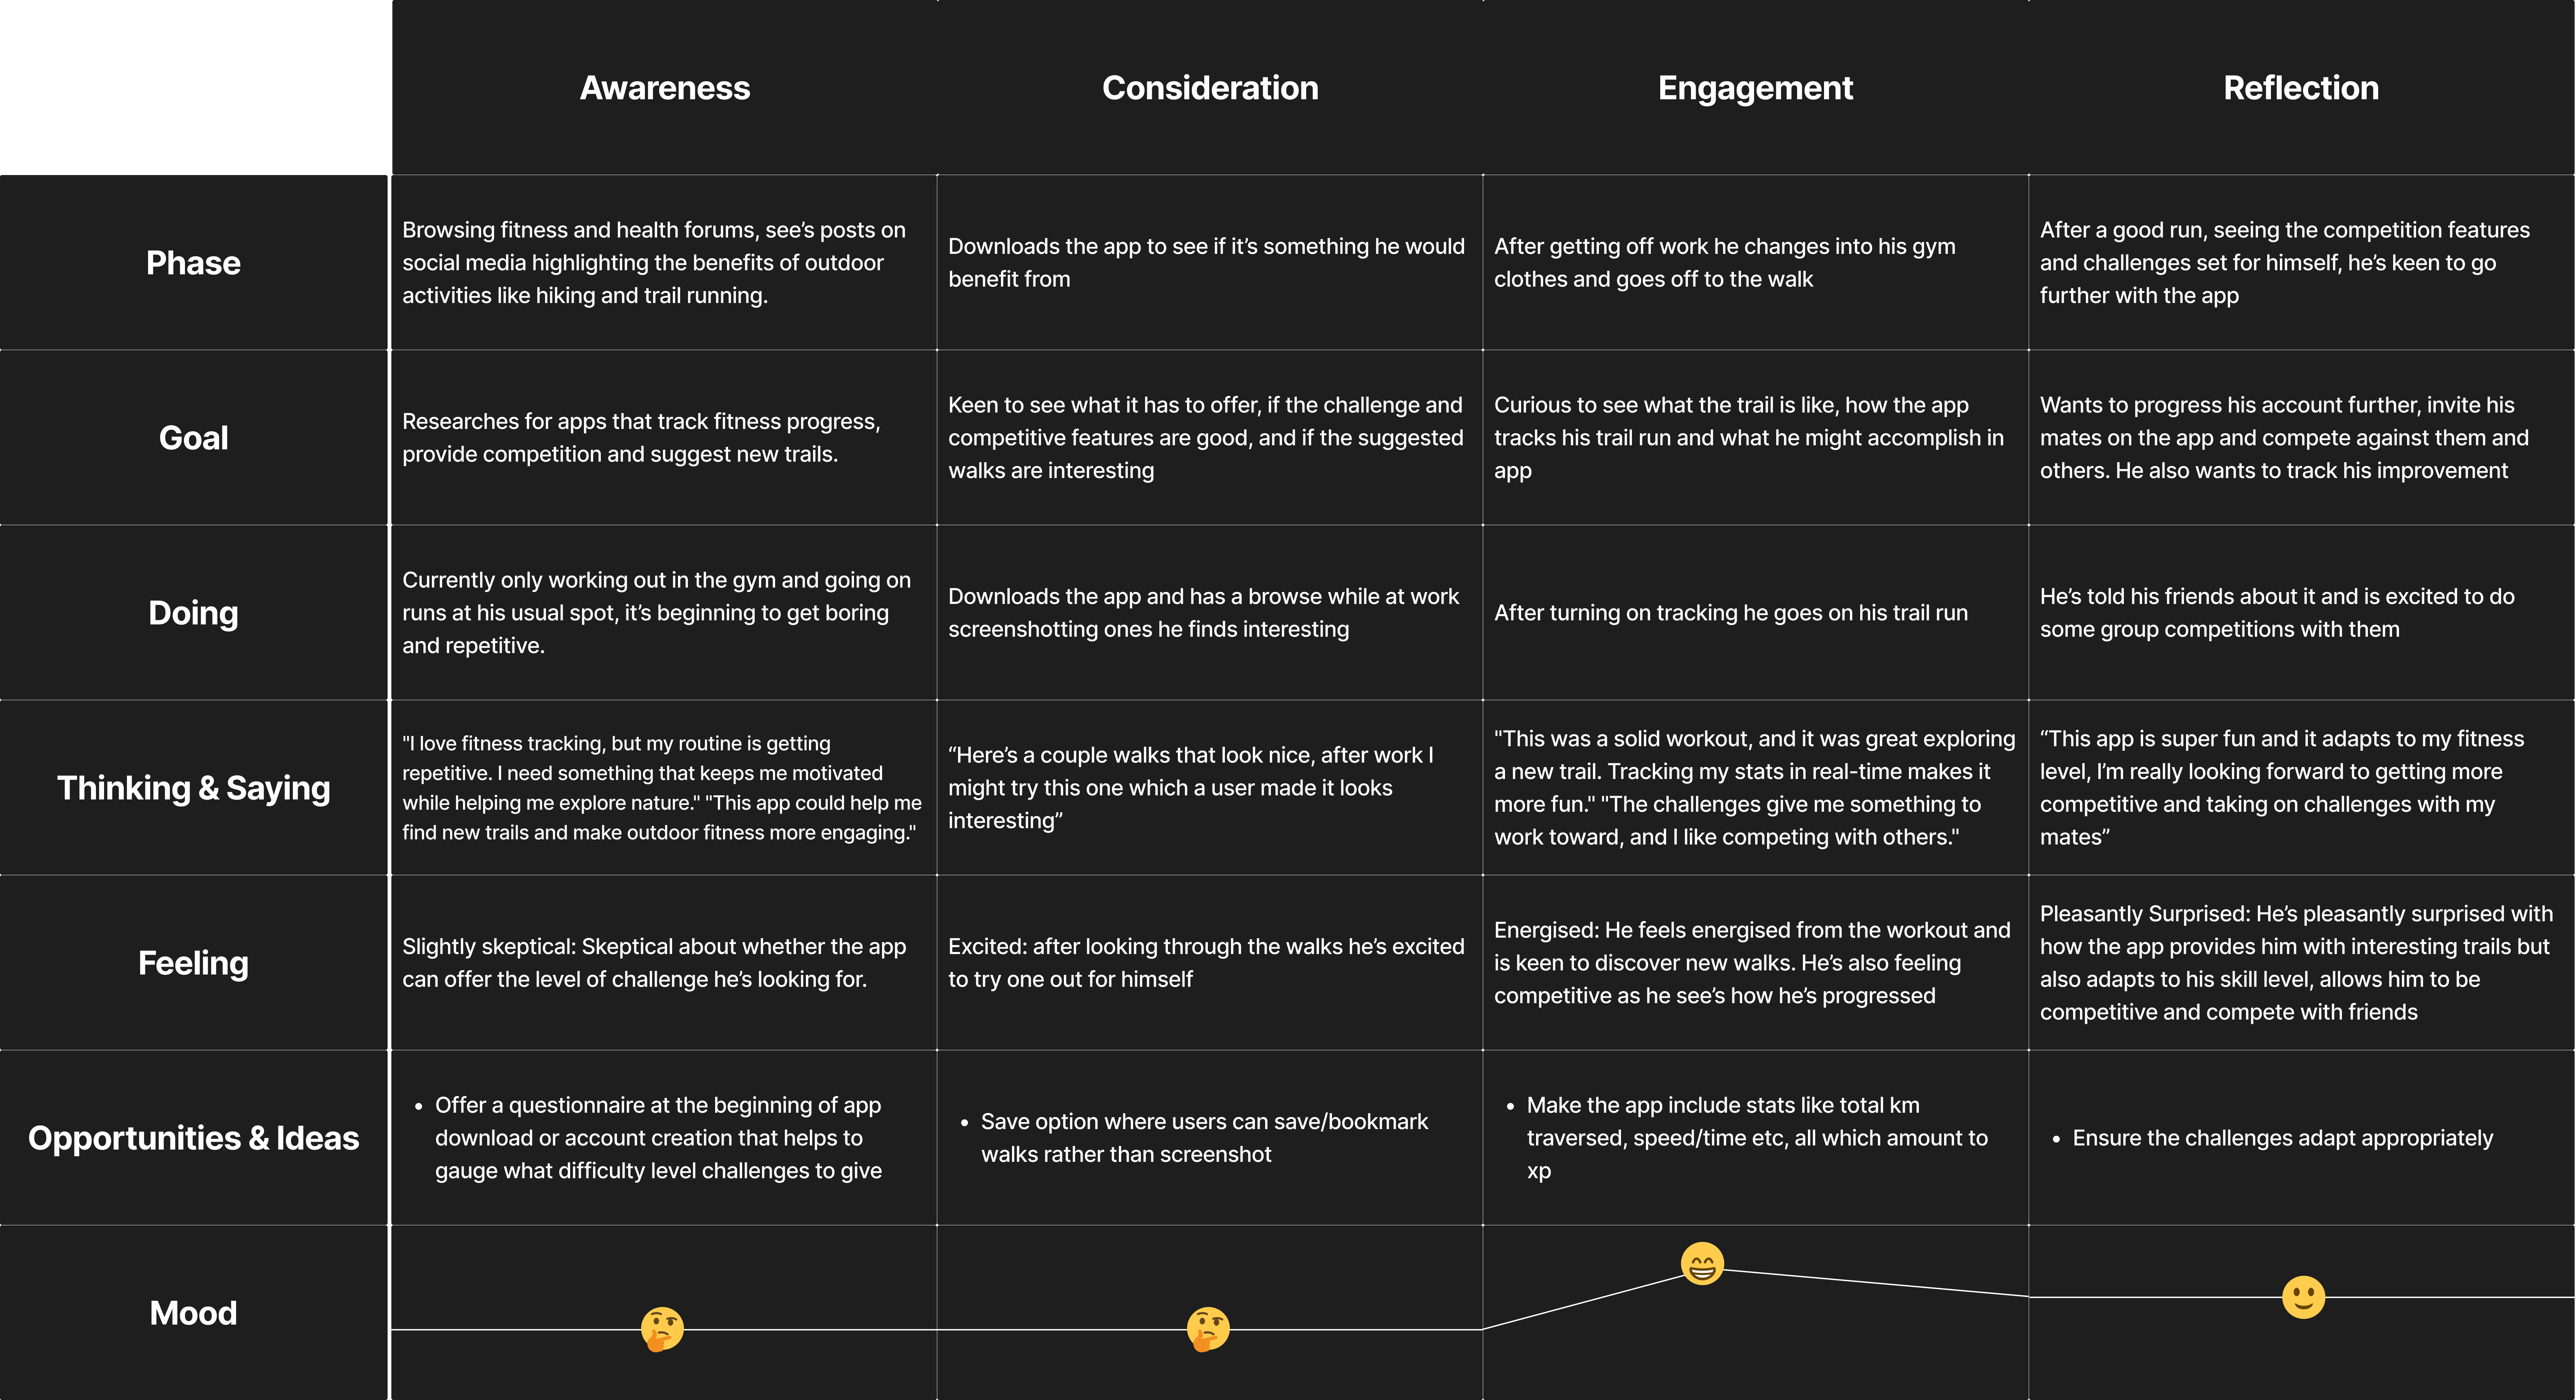 Awareness
Consideration
Engagement
Reflection
Phase
Browsing fitness and health forums, see’s posts on
social media highlighting the benefits of outdoor
activities like hiking and trail running.
Downloads the app to see if it’s something he would
benefit from
After getting off work he changes into his gym
clothes and goes off to the walk
After a good run, seeing the competition features
and challenges set for himself, he’s keen to go
further with the app
Goal
Researches for apps that track fitness progress,
provide competition and suggest new trails.
Keen to see what it has to offer, if the challenge and
competitive features are good, and if the suggested
walks are interesting
Curious to see what the trail is like, how the app
tracks his trail run and what he might accomplish in
app
Wants to progress his account further, invite his
mates on the app and compete against them and
others. He also wants to track his improvement
Doing
Currently only working out in the gym and going on
runs at his usual spot, it’s beginning to get boring
and repetitive.
Downloads the app and has a browse while at work
screenshotting ones he finds interesting
After turning on tracking he goes on his trail run
He’s told his friends about it and is excited to do
some group competitions with them
Thinking & Saying
"I love fitness tracking, but my routine is getting
repetitive. I need something that keeps me motivated
while helping me explore nature." "This app could help me
find new trails and make outdoor fitness more engaging."
“Here’s a couple walks that look nice, after work I
might try this one which a user made it looks
interesting”
"This was a solid workout, and it was great exploring
a new trail. Tracking my stats in real-time makes it
more fun." "The challenges give me something to
work toward, and I like competing with others."
“This app is super fun and it adapts to my fitness
level, I’m really looking forward to getting more
competitive and taking on challenges with my
mates”
Feeling
Slightly skeptical: Skeptical about whether the app
can offer the level of challenge he’s looking for.
Excited: after looking through the walks he’s excited
to try one out for himself
Energised: He feels energised from the workout and
is keen to discover new walks. He’s also feeling
competitive as he see’s how he’s progressed
Pleasantly Surprised: He’s pleasantly surprised with
how the app provides him with interesting trails but
also adapts to his skill level, allows him to be
competitive and compete with friends
Opportunities & Ideas
• Offer a questionnaire at the beginning of app
download or account creation that helps to
gauge what difficulty level challenges to give
• Save option where users can save/bookmark
walks rather than screenshot
• Make the app include stats like total km
traversed, speed/time etc, all which amount to
xp
• Ensure the challenges adapt appropriately
Mood